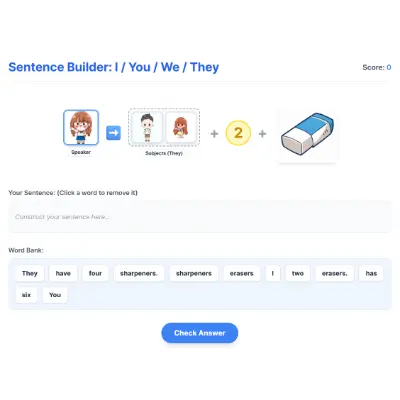 Sentence Builder: I / You / We / They
Score: 0
Speaker
Subjects (They)
+ 2 +
Your Sentence: (Click a word to remove it)
Construct your sentence here...
Word Bank:
They have four sharpeners. sharpeners erasers I two erasers. has
six You
Check Answer